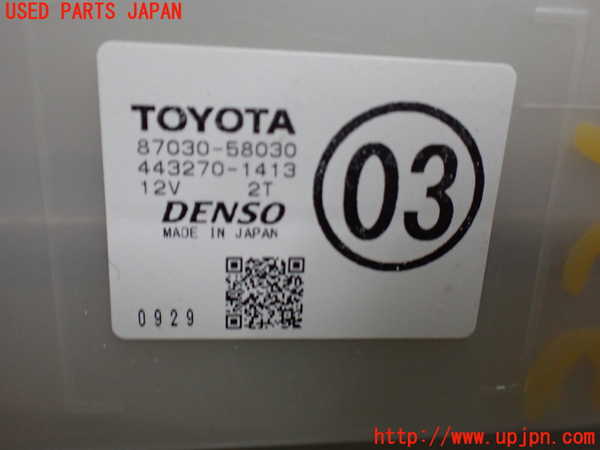 USED PARTS JAPAN
TOYOTA
87030-58030
443270-1413
12V 2T
DENSO
MADE IN JAPAN
03
0929
http://www.upjpn.com/